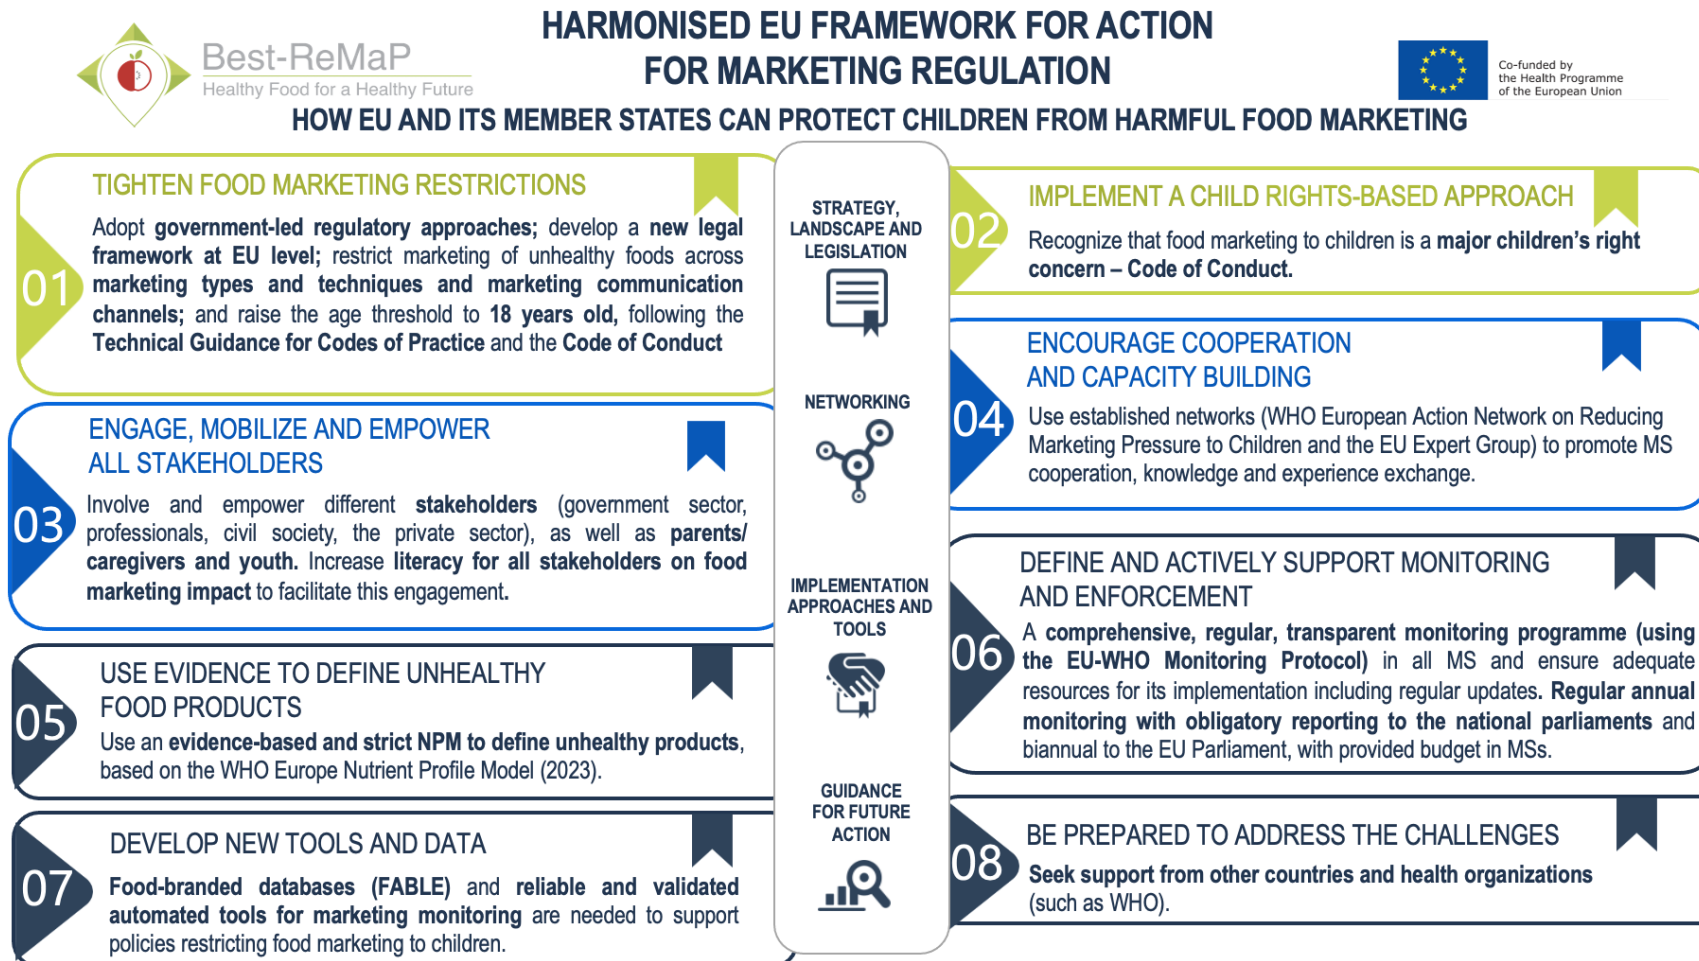 HARMONISED EU FRAMEWORK FOR ACTION
FOR MARKETING REGULATION
Best-ReMaP
Healthy Food for a Healthy Future
Co-funded by
the Health Programme
of the European Union
HOW EU AND ITS MEMBER STATES CAN PROTECT CHILDREN FROM HARMFUL FOOD MARKETING
01
TIGHTEN FOOD MARKETING RESTRICTIONS
Adopt government-led regulatory approaches; develop a new legal
framework at EU level; restrict marketing of unhealthy foods across
marketing types and techniques and marketing communication
channels; and raise the age threshold to 18 years old, following the
Technical Guidance for Codes of Practice and the Code of Conduct
STRATEGY,
LANDSCAPE AND
LEGISLATION
02
IMPLEMENT A CHILD RIGHTS-BASED APPROACH
Recognize that food marketing to children is a major children's right
concern – Code of Conduct.
03
ENGAGE, MOBILIZE AND EMPOWER
ALL STAKEHOLDERS
Involve and empower different stakeholders (government sector,
professionals, civil society, the private sector), as well as parents/
caregivers and youth. Increase literacy for all stakeholders on food
marketing impact to facilitate this engagement.
NETWORKING
04
ENCOURAGE COOPERATION
AND CAPACITY BUILDING
Use established networks (WHO European Action Network on Reducing
Marketing Pressure to Children and the EU Expert Group) to promote MS
cooperation, knowledge and experience exchange.
05
USE EVIDENCE TO DEFINE UNHEALTHY
FOOD PRODUCTS
Use an evidence-based and strict NPM to define unhealthy products,
based on the WHO Europe Nutrient Profile Model (2023).
IMPLEMENTATION
APPROACHES AND
TOOLS
06
DEFINE AND ACTIVELY SUPPORT MONITORING
AND ENFORCEMENT
A comprehensive, regular, transparent monitoring programme (using
the EU-WHO Monitoring Protocol) in all MS and ensure adequate
resources for its implementation including regular updates. Regular annual
monitoring with obligatory reporting to the national parliaments and
biannual to the EU Parliament, with provided budget in MSs.
07
DEVELOP NEW TOOLS AND DATA
Food-branded databases (FABLE) and reliable and validated
automated tools for marketing monitoring are needed to support
policies restricting food marketing to children.
GUIDANCE
FOR FUTURE
ACTION
08
BE PREPARED TO ADDRESS THE CHALLENGES
Seek support from other countries and health organizations
(such as WHO).